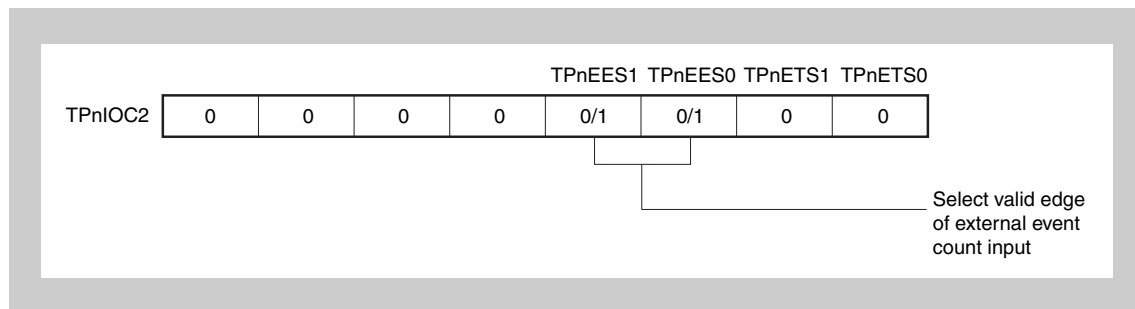 TPnEES1 TPnEES0 TPnETS1 TPnETS0
TPnIOC2 0 0 0 0 0/1 0/1 0 0
Select valid edge
of external event
count input